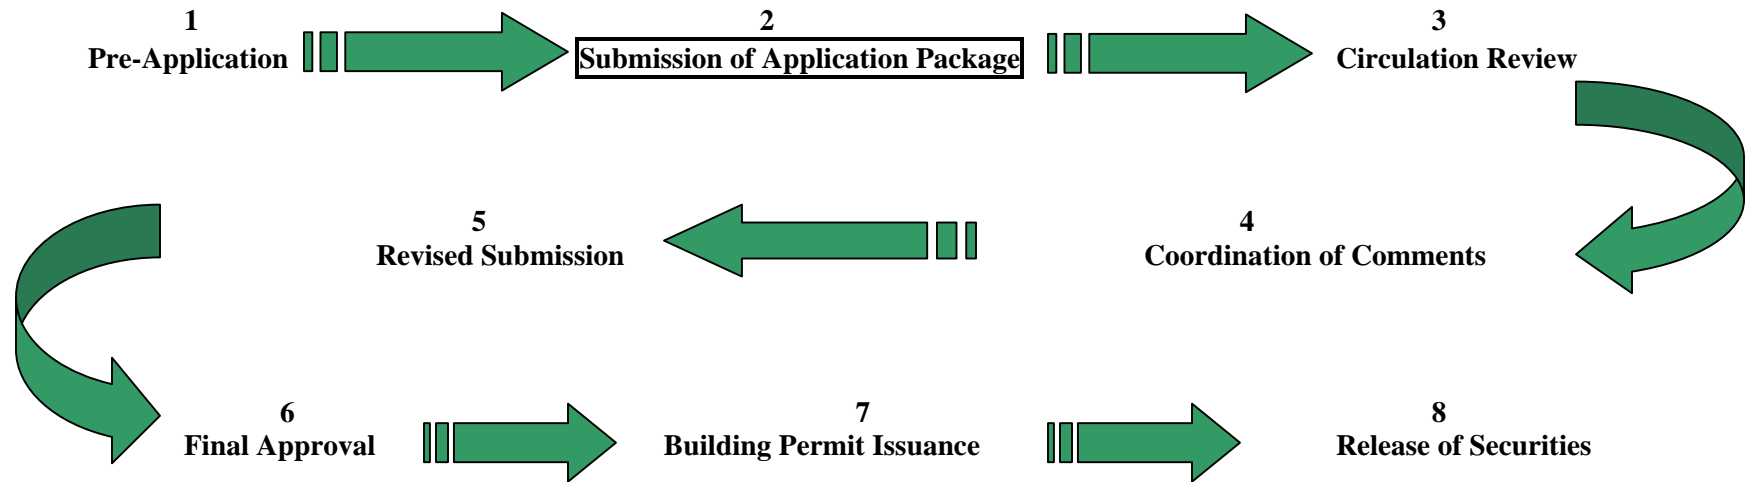 1
Pre-Application
2
Submission of Application Package
3
Circulation Review
4
Coordination of Comments
5
Revised Submission
6
Final Approval
7
Building Permit Issuance
8
Release of Securities